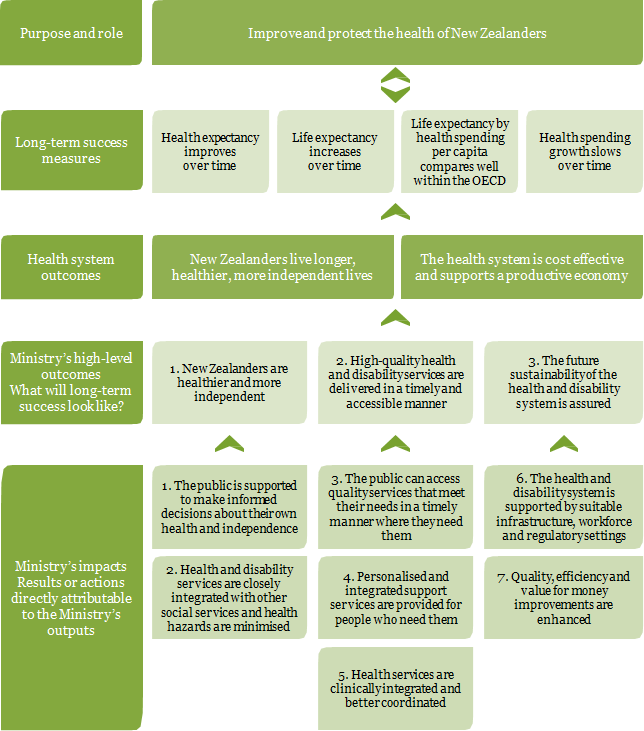 Purpose and role
Improve and protect the health of New Zealanders
Long-term success
measures
Health expectancy
improves
over time
Life expectancy
increases
over time
Life expectancy by
health spending
per capita
compares well
within the OECD
Health spending
growth slows
over time
Health system
outcomes
New Zealanders live longer,
healthier, more independent lives
The health system is cost effective
and supports a productive economy
Ministry's high-level
outcomes
What will long-term
success look like?
1. New Zealanders are
healthier and more
independent
2. High-quality health
and disability services are
delivered in a timely and
accessible manner
3. The future
sustainability of the
health and disability
system is assured
Ministry's impacts
Results or actions
directly attributable
to the Ministry's
outputs
1. The public is supported
to make informed
decisions about their own
health and independence
2. Health and disability
services are closely
integrated with other
social services and health
hazards are minimised
3. The public can access
quality services that meet
their needs in a timely
manner where they need
them
4. Personalised and
integrated support
services are provided for
people who need them
5. Health services are
clinically integrated and
better coordinated
6. The health and
disability system is
supported by suitable
infrastructure, workforce
and regulatory settings
7. Quality, efficiency and
value for money
improvements are
enhanced